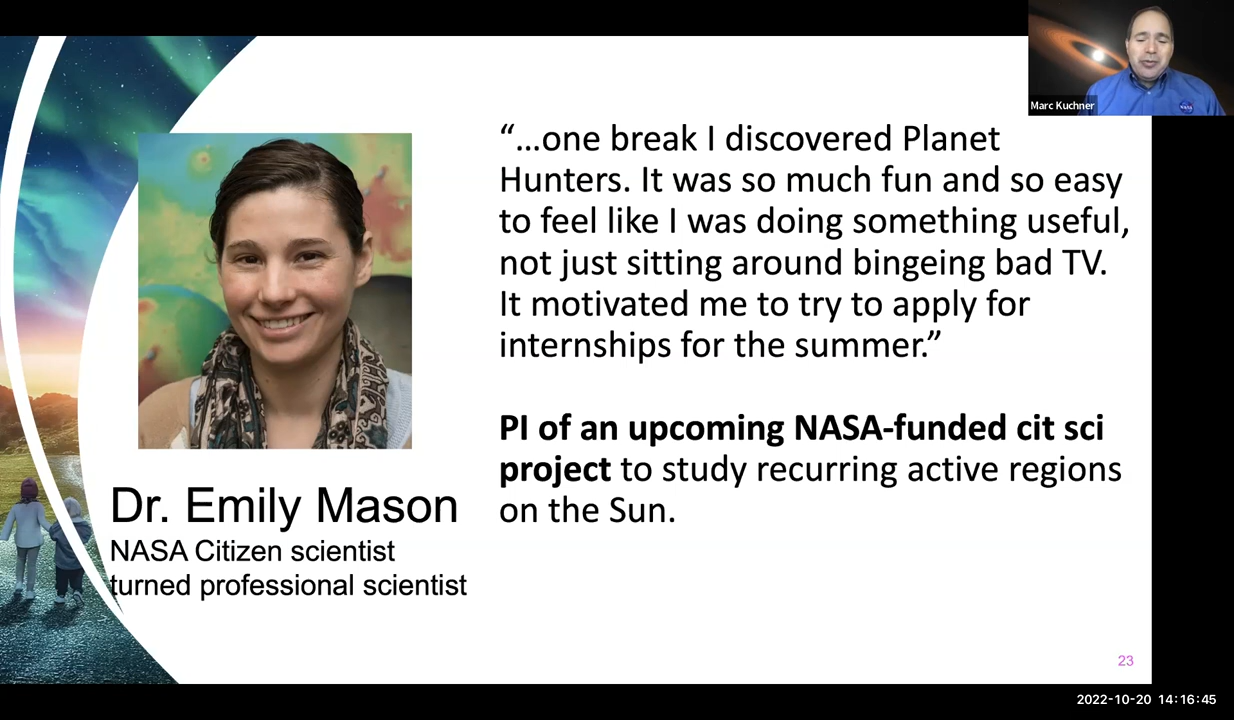 Marc Kuchner
“…one break I discovered Planet
Hunters. It was so much fun and so easy
to feel like I was doing something useful,
not just sitting around bingeing bad TV.
It motivated me to try to apply for
internships for the summer.”
PI of an upcoming NASA-funded cit sci
project to study recurring active regions
on the Sun.
Dr. Emily Mason
NASA Citizen scientist
turned professional scientist
23
2022-10-20 14:16:45